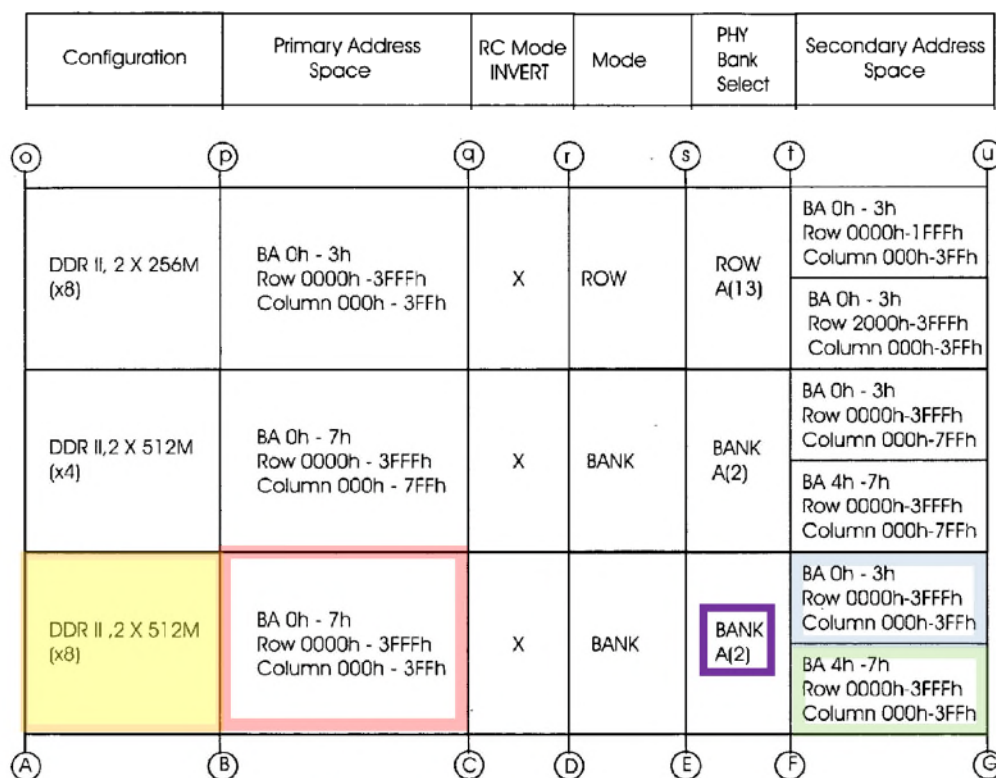 Configuration
Primary Address
Space
RC Mode
INVERT
Mode
PHY
Bank
Select
Secondary Address
Space
o
p
q
r
s
t
u
DDR II, 2 X 256M
(x8)
BA 0h - 3h
Row 0000h -3FFFh
Column 000h - 3FFh
X
ROW
ROW
A(13)
BA 0h - 3h
Row 0000h-1FFFh
Column 000h-3FFh
BA 0h - 3h
Row 2000h-3FFFh
Column 000h-3FFh
DDR II,2 X 512M
(x4)
BA 0h - 7h
Row 0000h - 3FFFh
Column 000h - 7FFh
X
BANK
BANK
A(2)
BA 0h - 3h
Row 0000h-3FFFh
Column 000h-7FFh
BA 4h -7h
Row 0000h-3FFFh
Column 000h-7FFh
DDR II ,2 X 512M
(x8)
BA 0h - 7h
Row 0000h - 3FFFh
Column 000h - 3FFh
X
BANK
BANK
A(2)
BA 0h - 3h
Row 0000h-3FFFh
Column 000h-3FFh
BA 4h -7h
Row 0000h-3FFFh
Column 000h-3FFh
A
B
C
D
E
F
G